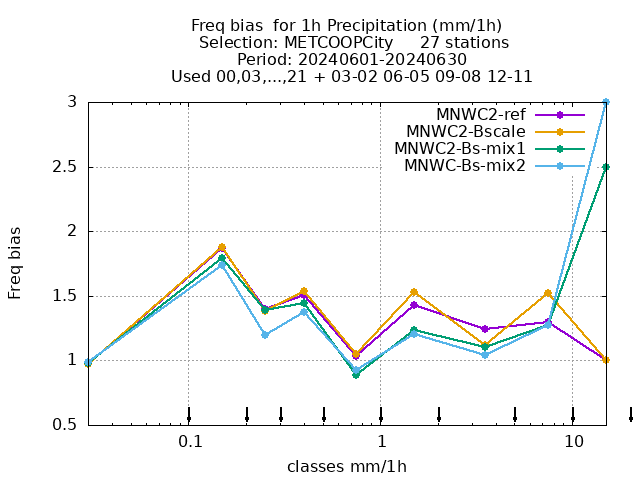 Freq bias  for 1h Precipitation (mm/1h)
Selection: METCOOPCity     27 stations
Period: 20240601-20240630
Used 00,03,...,21 + 03-02 06-05 09-08 12-11
MNWC2-ref
MNWC2-Bscale
MNWC2-Bs-mix1
MNWC-Bs-mix2
3
2.5
2
1.5
1
0.5
Freq bias
0.1
1
10
classes mm/1h